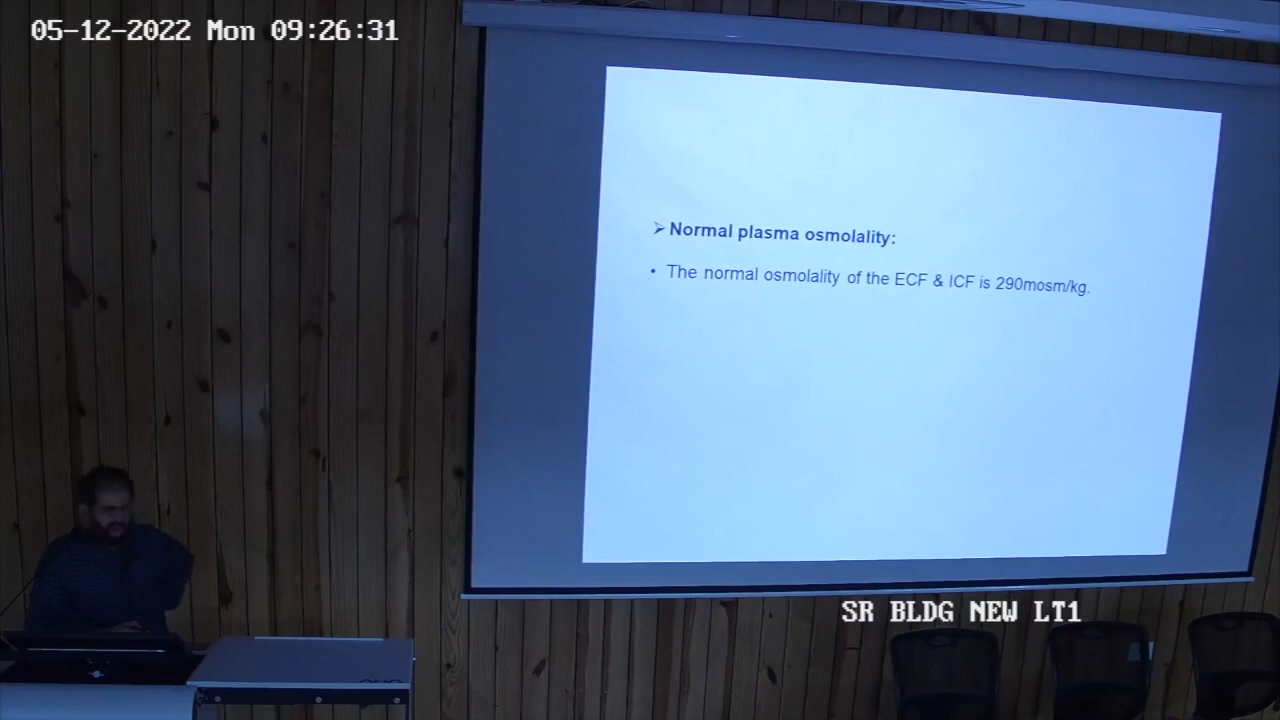 05-12-2022 Mon 09:26:31
➢ Normal plasma osmolality:
• The normal osmolality of the ECF & ICF is 290mosm/kg.
SR BLDG NEW LT1